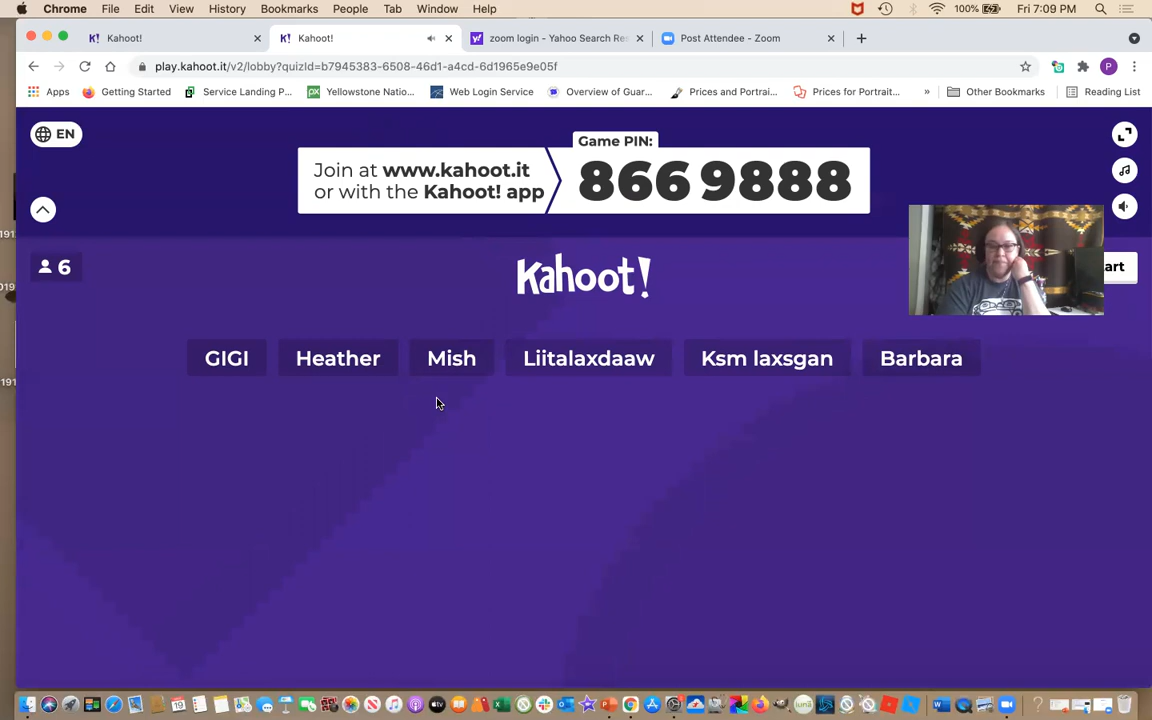 Chrome File Edit View History Bookmarks People Tab Window Help 100% Fri 7:09 PM
Kahoot! Kahoot! zoom login - Yahoo Search Re Post Attendee - Zoom
play.kahoot.it/v2/lobby?quizId=b7945383-6508-46d1-a4cd-6d1965e9e05f P
Apps Getting Started Service Landing P... Yellowstone Natio... Web Login Service Overview of Guar... Prices and Portrai... Prices for Portrait... » Other Bookmarks Reading List
EN
Game PIN:
Join at www.kahoot.it
or with the Kahoot! app
866 9888
6
Kahoot!
art
GIGI Heather Mish Liitalaxdaaw Ksm laxsgan Barbara